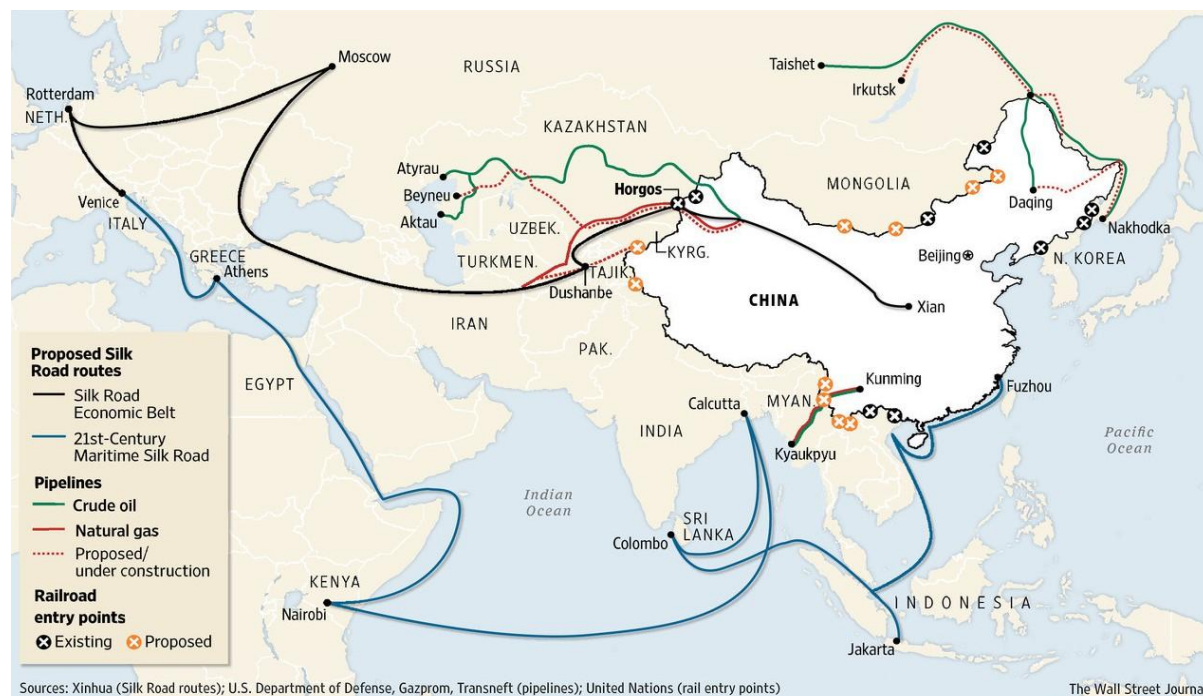 Moscow
RUSSIA
Taishet
Irkutsk
Rotterdam
NETH.
KAZAKHSTAN
Atyrau
Beyneu
Aktau
Horgos
MONGOLIA
Daqing
Nakhodka
Venice
ITALY
UZBEK.
GREECE
Athens
TURKMEN.
KYRG.
TAJIK.
Dushanbe
Beijing
N. KOREA
CHINA
Xian
IRAN
PAK.
EGYPT
Calcutta
MYAN.
Kunming
Fuzhou
INDIA
Kyaukpyu
Pacific
Ocean
Indian
Ocean
SRI
LANKA
Colombo
KENYA
Nairobi
INDONESIA
Jakarta
Proposed Silk
Road routes
Silk Road
Economic Belt
21st-Century
Maritime Silk Road
Pipelines
Crude oil
Natural gas
Proposed/
under construction
Railroad
entry points
Existing
Proposed
Sources: Xinhua (Silk Road routes); U.S. Department of Defense, Gazprom, Transneft (pipelines); United Nations (rail entry points)
The Wall Street Journa